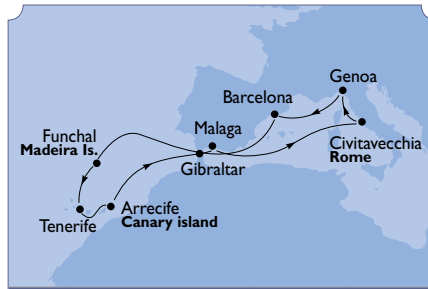 Genoa
Barcelona
Malaga
Funchal
Madeira Is.
Civitavecchia
Rome
Gibraltar
Arrecife
Canary island
Tenerife